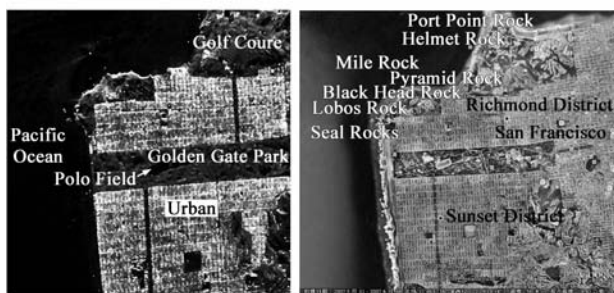 Golf Coure
Pacific
Ocean
Golden Gate Park
Polo Field
Urban
Port Point Rock
Helmet Rock
Mile Rock
Pyramid Rock
Black Head Rock
Lobos Rock
Richmond District
Seal Rocks
San Francisco
Sunset District